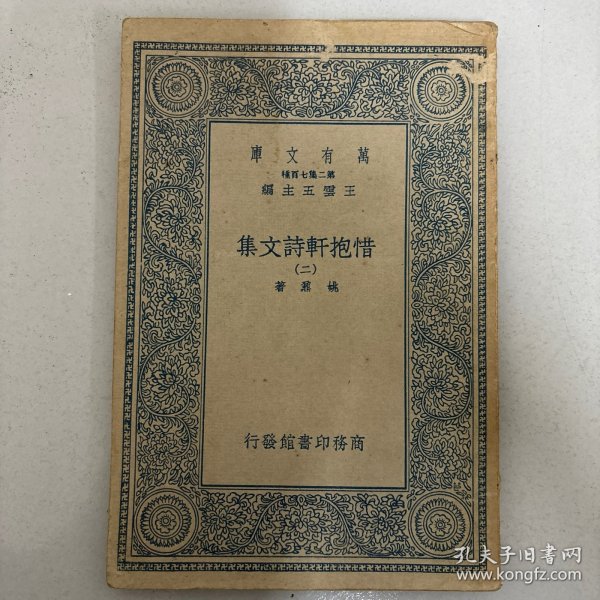 萬有文庫
第二集七百種
王雲五主編
惜抱軒詩文集
(二)
姚鼐著
商務印書館發行
孔夫子旧书网
www.kongfz.com